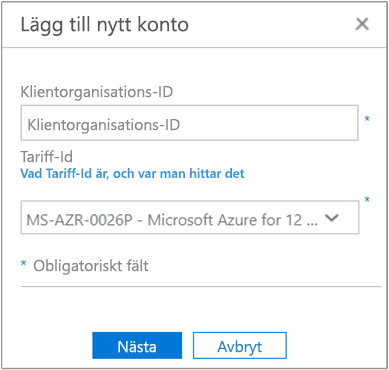 Lägg till nytt konto
Klientorganisations-ID
Klientorganisations-ID
*
Tariff-Id
Vad Tariff-Id är, och var man hittar det
*
MS-AZR-0026P - Microsoft Azure for 12 ...
* Obligatoriskt fält
Nästa Avbryt